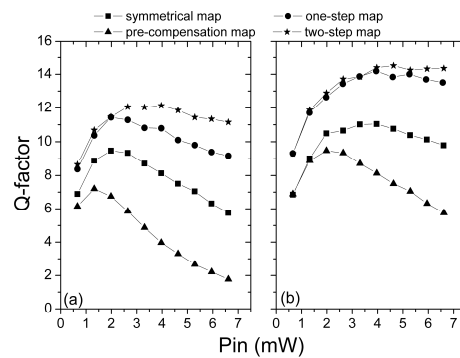 symmetrical map one-step map
pre-compensation map two-step map
Q-factor
16
14
12
10
8
6
4
2
0
(a) (b)
0 1 2 3 4 5 6 7 0 1 2 3 4 5 6 7
Pin (mW)